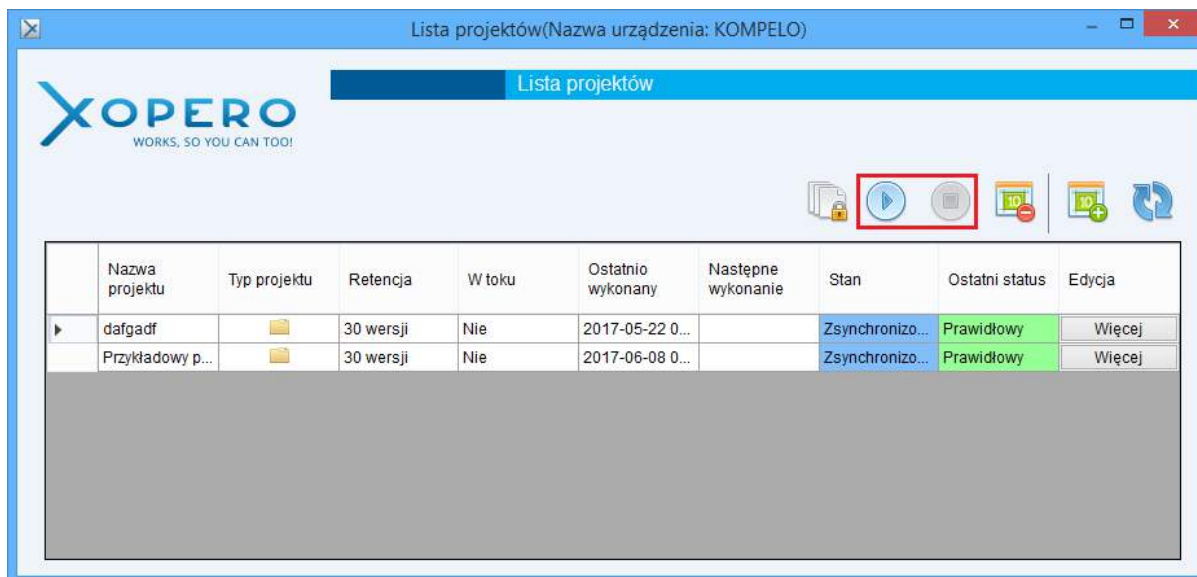 Lista projektów(Nazwa urządzenia: KOMPELO)
Lista projektów
XOPERO
WORKS, SO YOU CAN TOO!
10 10
Nazwa projektu Typ projektu Retencja W toku Ostatnio wykonany Następne wykonanie Stan Ostatni status Edycja
dafgadf 30 wersji Nie 2017-05-22 0... Zsynchronizo... Prawidłowy Więcej
Przykładowy p... 30 wersji Nie 2017-06-08 0... Zsynchronizo... Prawidłowy Więcej